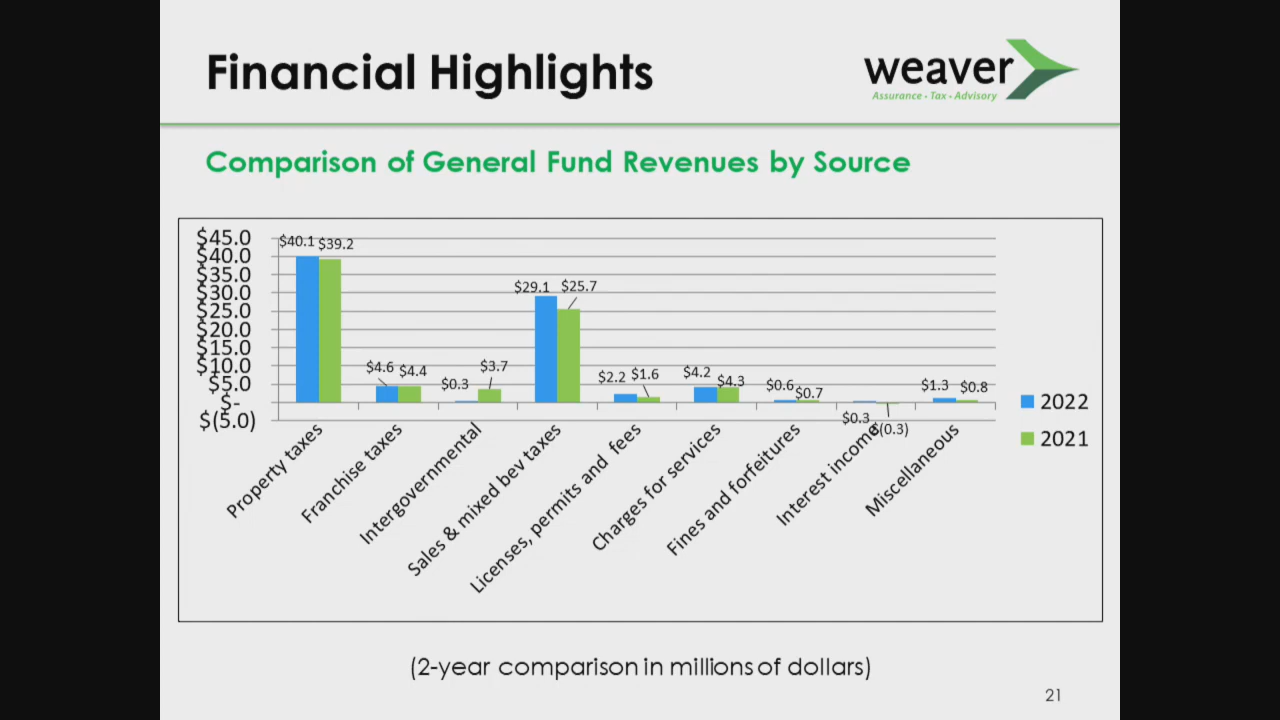 Financial Highlights
weaver
Assurance • Tax • Advisory
Comparison of General Fund Revenues by Source
$45.0
$40.0
$35.0
$30.0
$25.0
$20.0
$15.0
$10.0
$5.0
$-
$(5.0)
$40.1 $39.2
$4.6 $4.4
$0.3 $3.7
$29.1 $25.7
$2.2 $1.6
$4.2 $4.3
$0.6 $0.7
$0.3 $(0.3)
$1.3 $0.8
Property taxes
Franchise taxes
Intergovernmental
Sales & mixed bev taxes
Licenses, permits and fees
Charges for services
Fines and forfeitures
Interest income
Miscellaneous
2022
2021
(2-year comparison in millions of dollars)
21